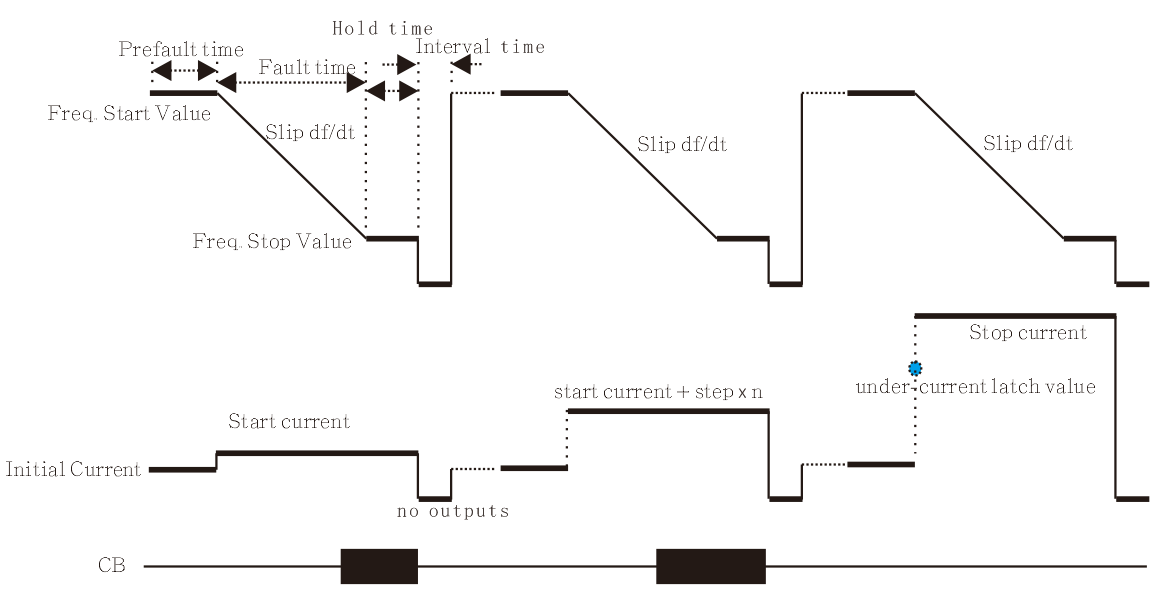 Hold time
Prefault time
Interval time
Fault time
Freq. Start Value
Slip df/dt
Slip df/dt
Slip df/dt
Freq. Stop Value
Stop current
under-current latch value
start current + step x n
Start current
Initial Current
no outputs
CB